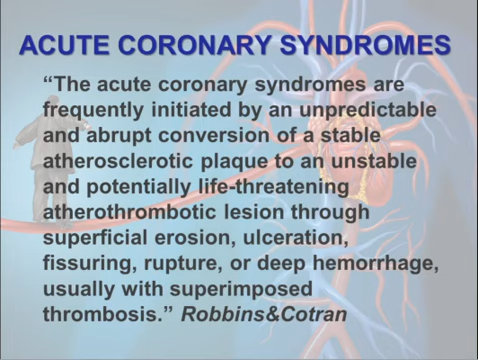 ACUTE CORONARY SYNDROMES
“The acute coronary syndromes are
frequently initiated by an unpredictable
and abrupt conversion of a stable
atherosclerotic plaque to an unstable
and potentially life-threatening
atherothrombotic lesion through
superficial erosion, ulceration,
fissuring, rupture, or deep hemorrhage,
usually with superimposed
thrombosis.” Robbins&Cotran